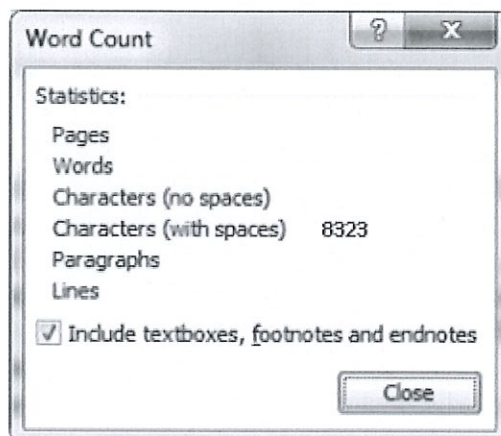 Word Count
Statistics:
Pages
Words
Characters (no spaces)
Characters (with spaces) 8323
Paragraphs
Lines
Include textboxes, footnotes and endnotes
Close